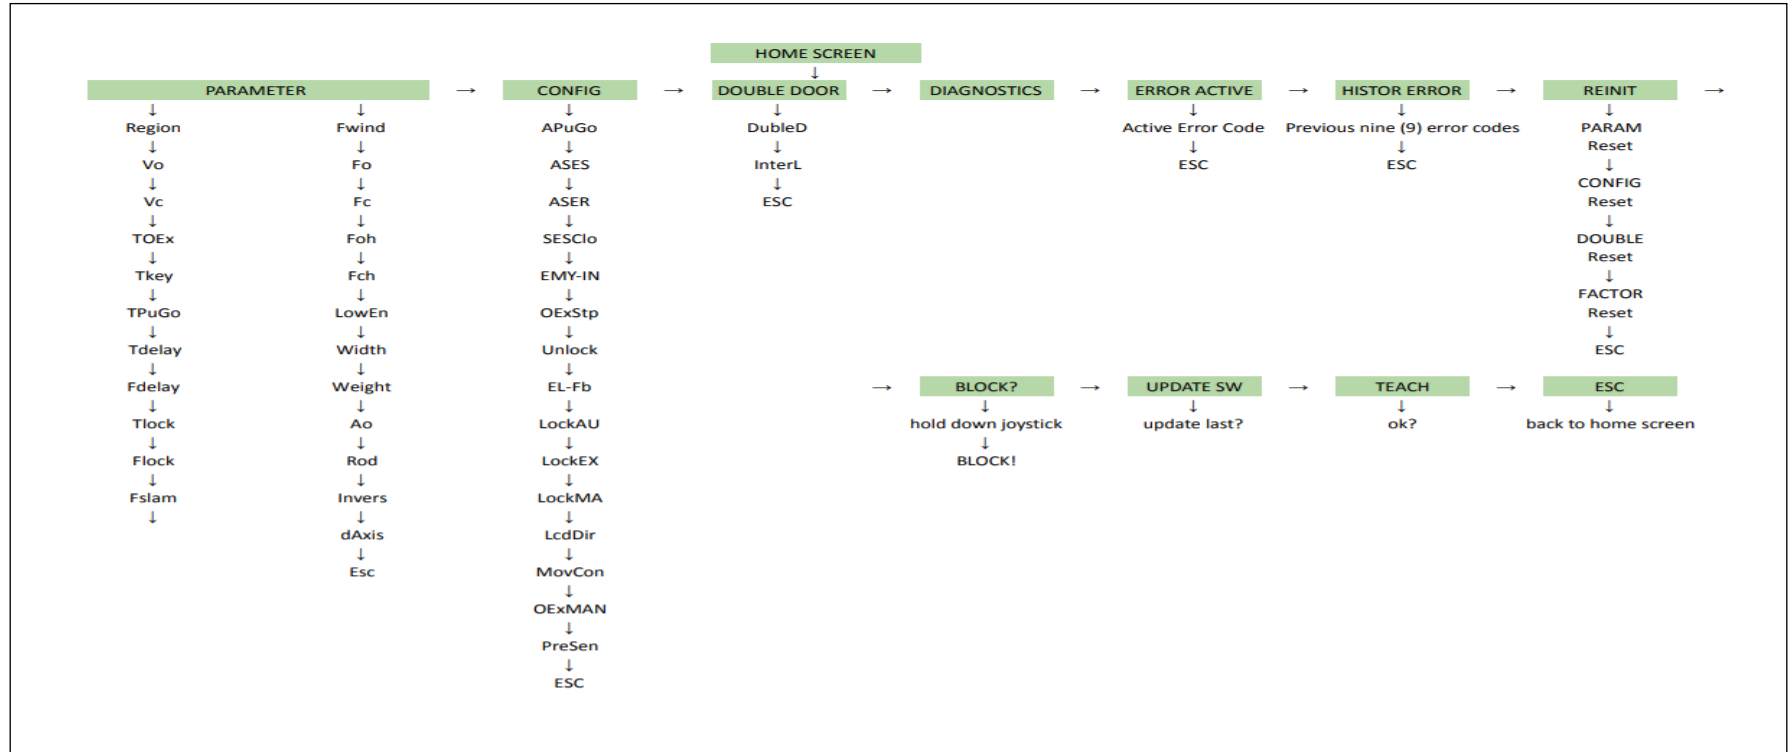 HOME SCREEN
↓
PARAMETER → CONFIG → DOUBLE DOOR → DIAGNOSTICS → ERROR ACTIVE → HISTOR ERROR → REINIT →
↓
Region
↓
Vo
↓
Vc
↓
TOEx
↓
Tkey
↓
TPuGo
↓
Tdelay
↓
Fdelay
↓
Tlock
↓
Flock
↓
Fslam
↓
↓
Fwind
↓
Fo
↓
Fc
↓
Foh
↓
Fch
↓
LowEn
↓
Width
↓
Weight
↓
Ao
↓
Rod
↓
Invers
↓
dAxis
↓
Esc
↓
APuGo
↓
ASES
↓
ASER
↓
SESClo
↓
EMY-IN
↓
OExStp
↓
Unlock
↓
EL-Fb
↓
LockAU
↓
LockEX
↓
LockMA
↓
LcdDir
↓
MovCon
↓
OExMAN
↓
PreSen
↓
ESC
↓
DubleD
↓
InterL
↓
ESC
↓
Active Error Code
↓
ESC
↓
Previous nine (9) error codes
↓
ESC
↓
PARAM
Reset
↓
CONFIG
Reset
↓
DOUBLE
Reset
↓
FACTOR
Reset
↓
ESC
→ BLOCK? → UPDATE SW → TEACH → ESC
↓
hold down joystick
↓
BLOCK!
↓
update last?
↓
ok?
↓
back to home screen